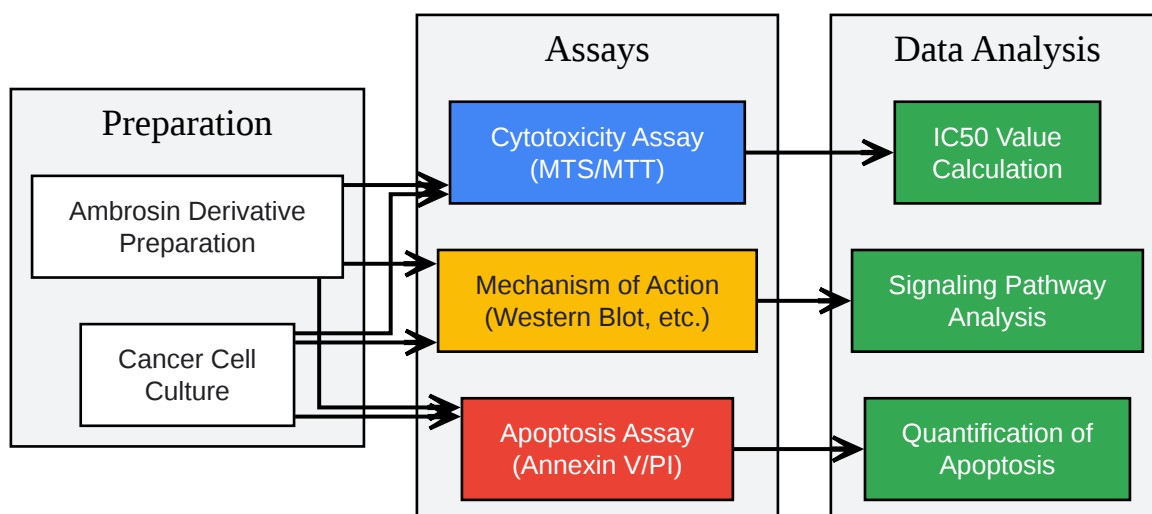 Preparation
Ambrosin Derivative
Preparation
Cancer Cell
Culture
Assays
Cytotoxicity Assay
(MTS/MTT)
Mechanism of Action
(Western Blot, etc.)
Apoptosis Assay
(Annexin V/PI)
Data Analysis
IC50 Value
Calculation
Signaling Pathway
Analysis
Quantification of
Apoptosis